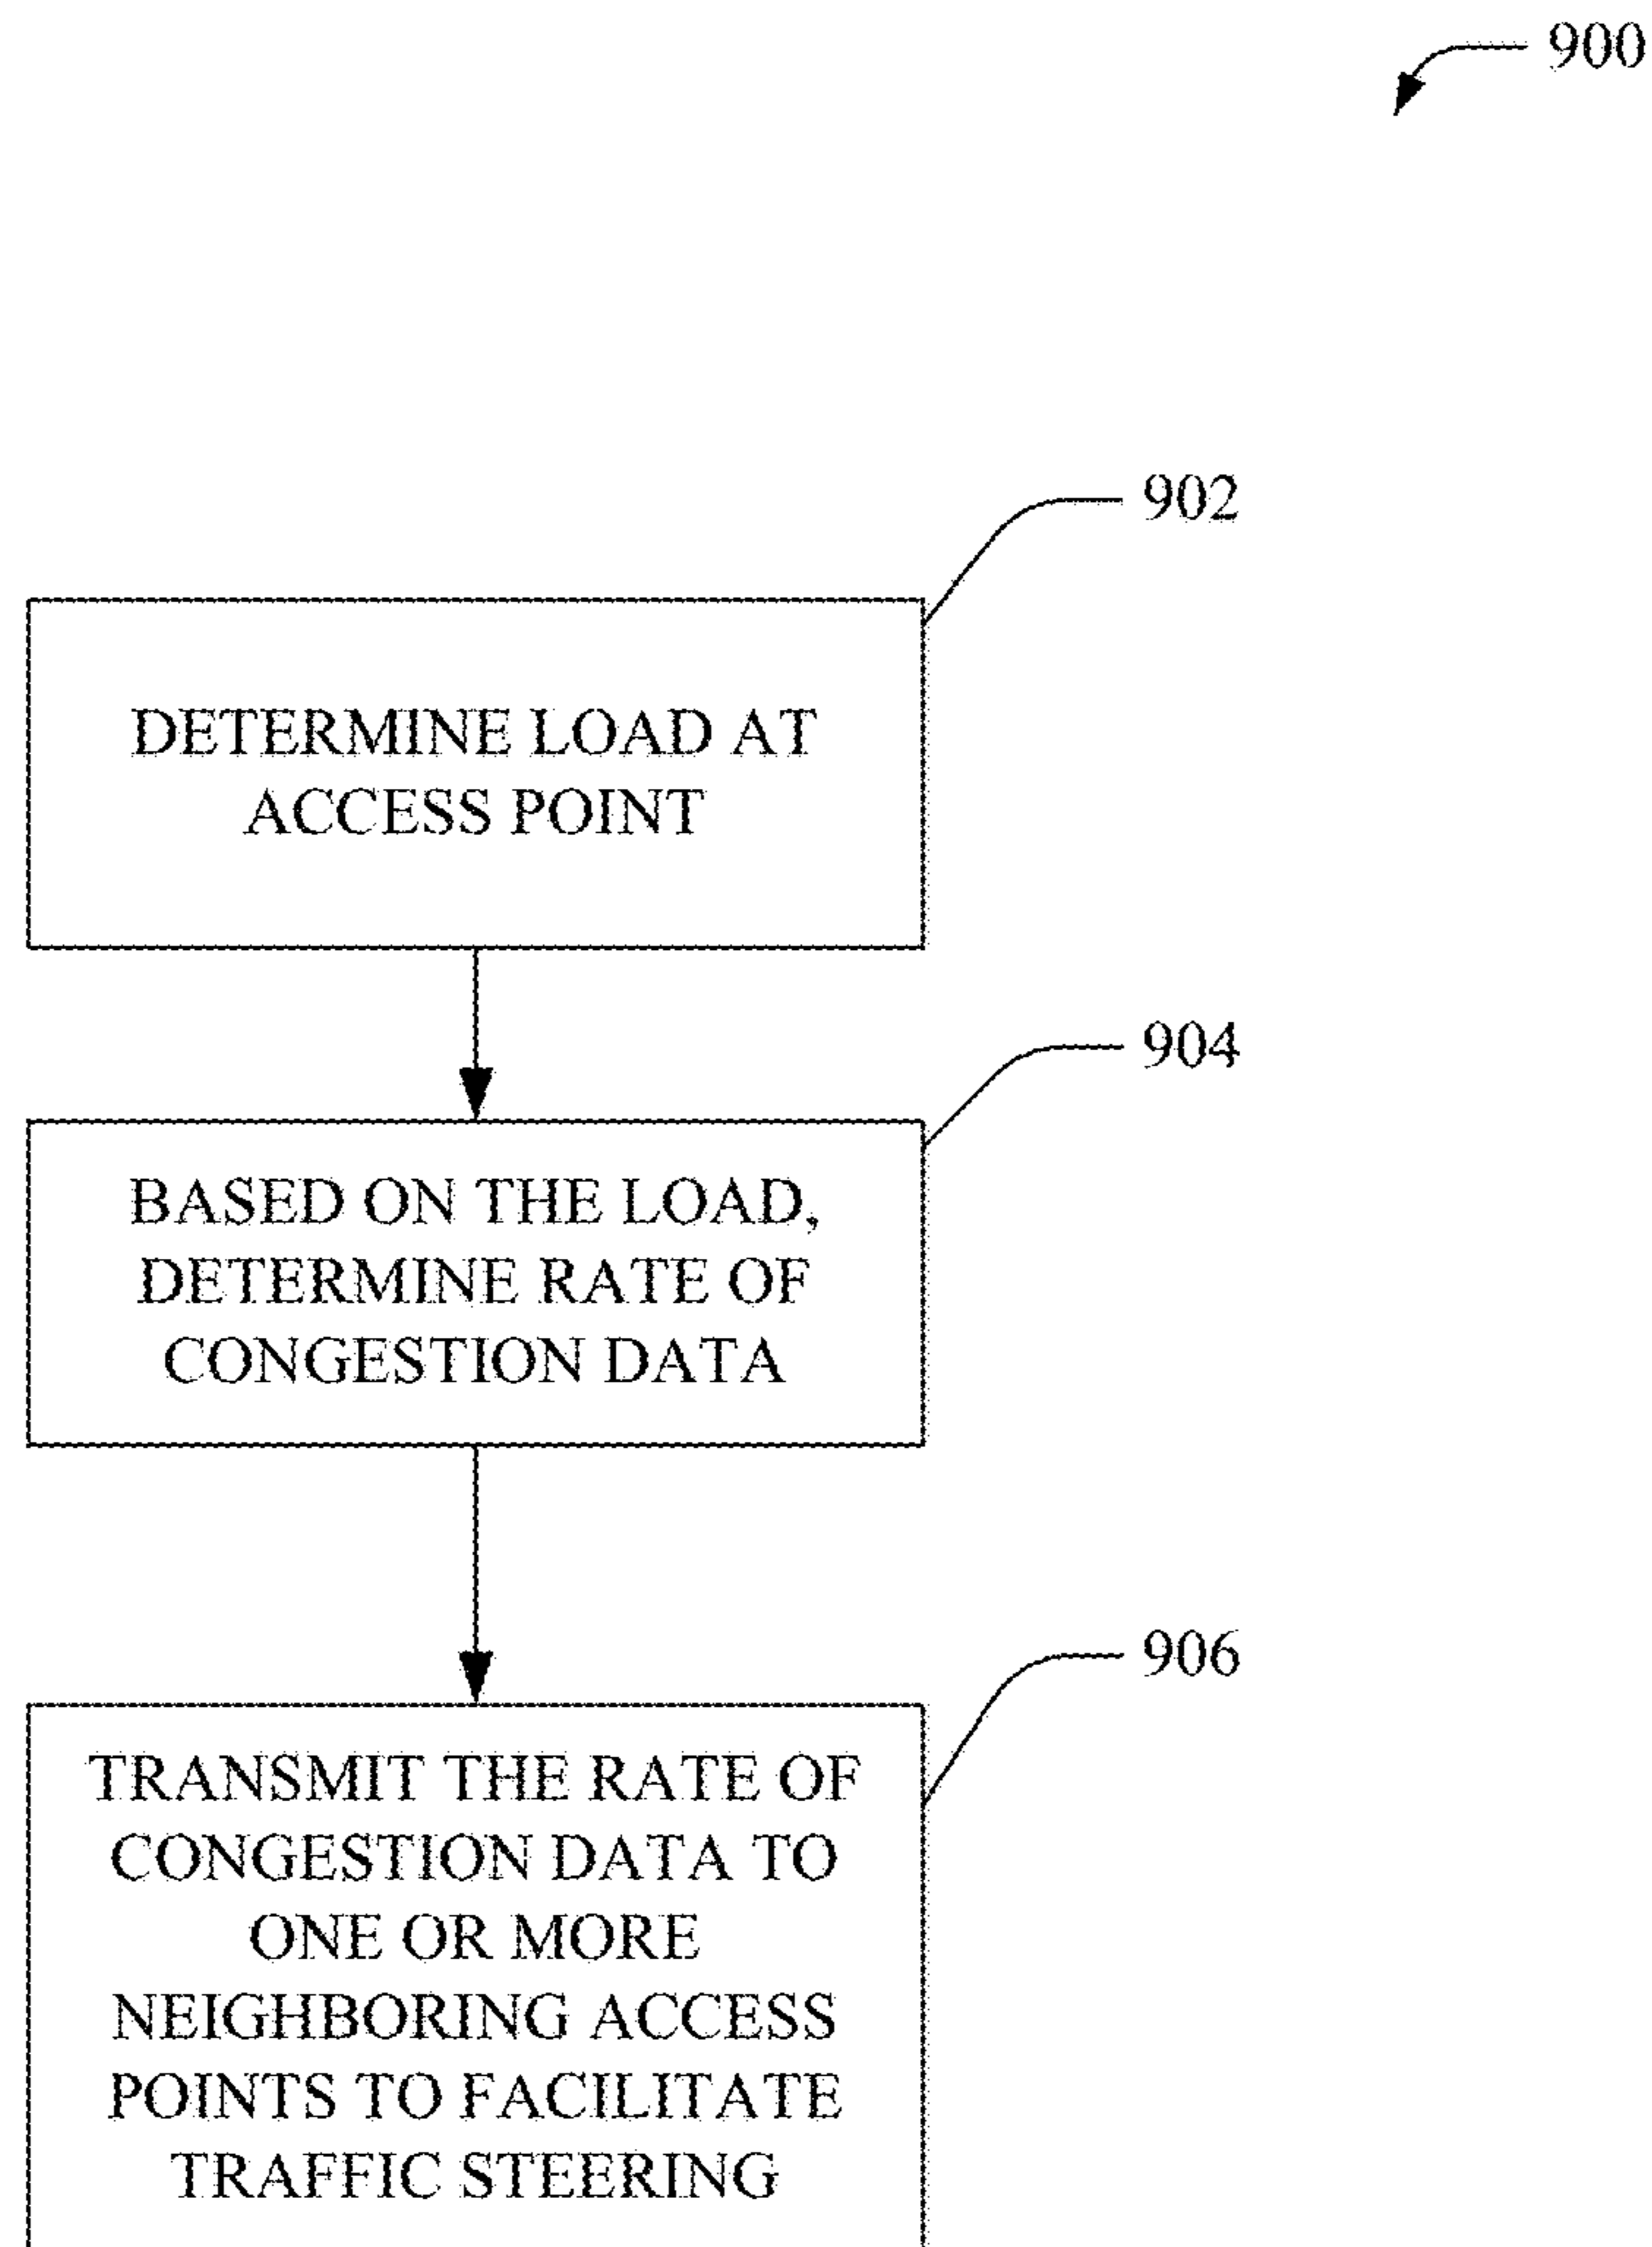 900
902
DETERMINE LOAD AT
ACCESS POINT
904
BASED ON THE LOAD,
DETERMINE RATE OF
CONGESTION DATA
906
TRANSMIT THE RATE OF
CONGESTION DATA TO
ONE OR MORE
NEIGHBORING ACCESS
POINTS TO FACILITATE
TRAFFIC STEERING